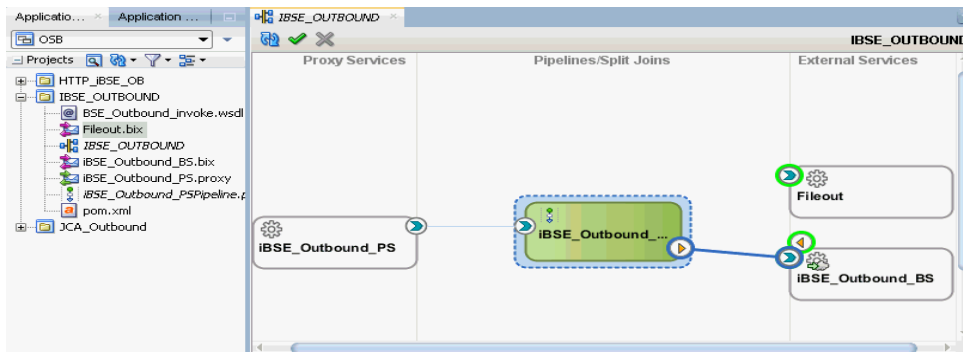 Applicatio...
Application ...
OSB
Projects
HTTP_iBSE_OB
IBSE_OUTBOUND
BSE_Outbound_invoke.wsdl
Fileout.bix
IBSE_OUTBOUND
iBSE_Outbound_BS.bix
iBSE_Outbound_PS.proxy
iBSE_Outbound_PSPipeline.p
pom.xml
JCA_Outbound
IBSE_OUTBOUND
IBSE_OUTBOUND
Proxy Services
Pipelines/Split Joins
External Services
iBSE_Outbound_PS
iBSE_Outbound_...
Fileout
iBSE_Outbound_BS